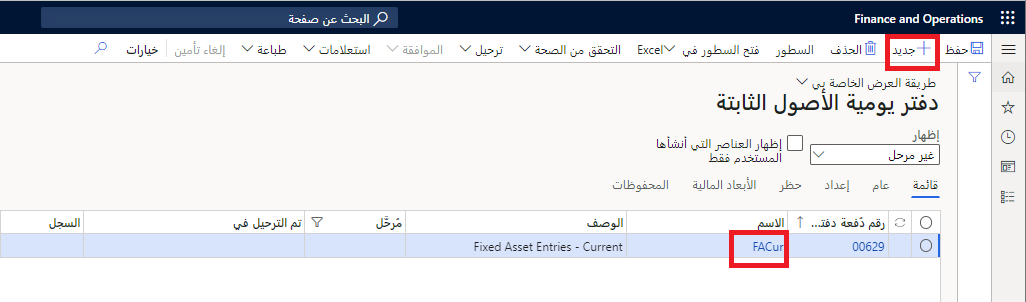 Finance and Operations البحث عن صفحة
حفظ جديد الحذف السطور فتح السطور في Excel التحقق من الصحة ترحيل الموافقة استعلامات طباعة إلغاء تأمين خيارات
طريقة العرض الخاصة بي
دفتر يومية الأصول الثابتة
إظهار
غير مرحل
إظهار العناصر التي أنشأها
المستخدم فقط
قائمة عام إعداد حظر الأبعاد المالية المحفوظات
رقم دُفعة دفتر... الاسم الوصف مُرحَّل تم الترحيل في السجل
00629 FACur Fixed Asset Entries - Current